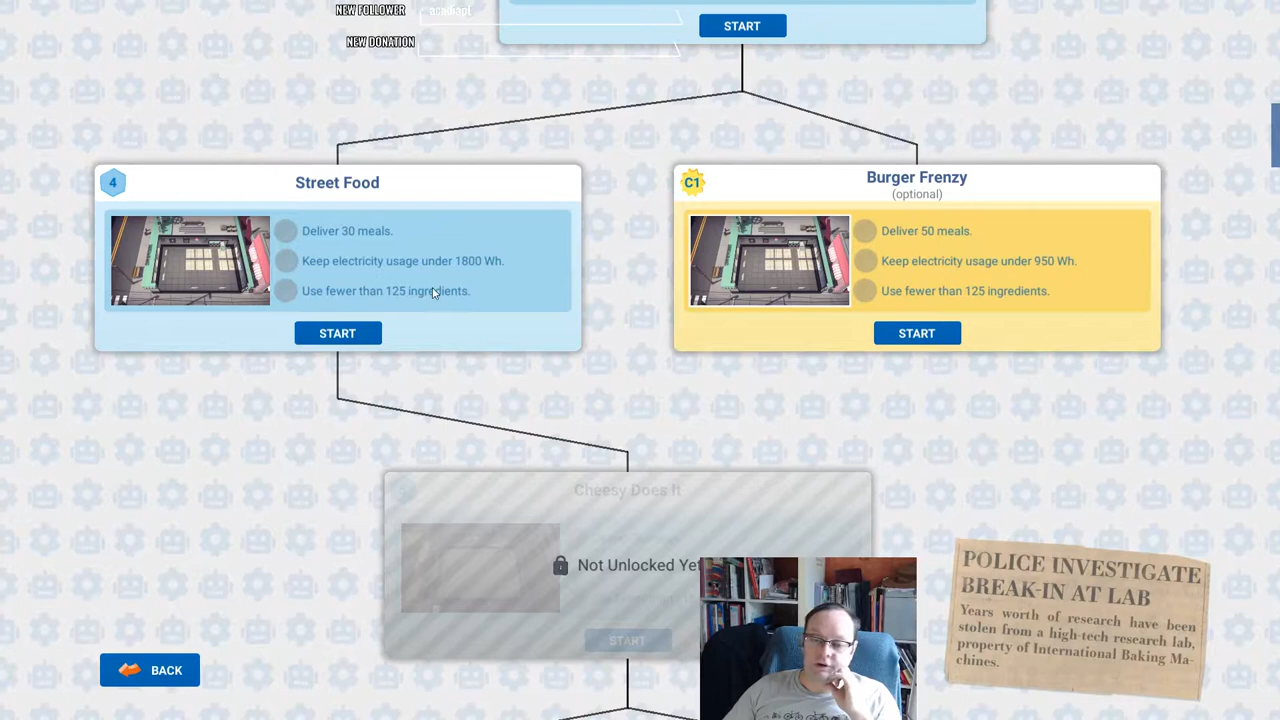 NEW FOLLOWER
acadiapl
START
NEW DONATION
4
Street Food
Deliver 30 meals.
Keep electricity usage under 1800 Wh.
Use fewer than 125 ingredients.
START
C1
Burger Frenzy
(optional)
Deliver 50 meals.
Keep electricity usage under 950 Wh.
Use fewer than 125 ingredients.
START
Cheesy Does It
Not Unlocked Yet
START
BACK
POLICE INVESTIGATE
BREAK-IN AT LAB
Years worth of research have been
stolen from a high-tech research lab,
property of International Baking Ma-
chines.